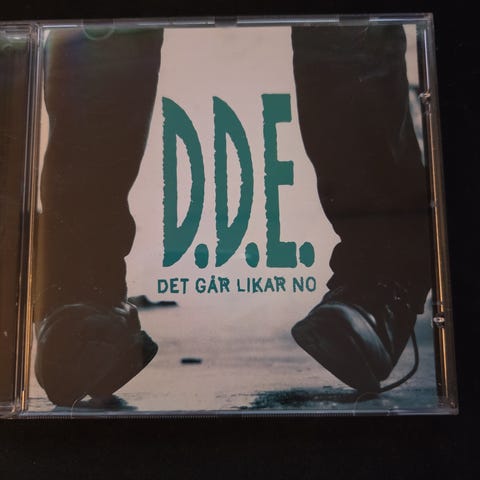 D.D.E.
DET GÅR LIKAR NO